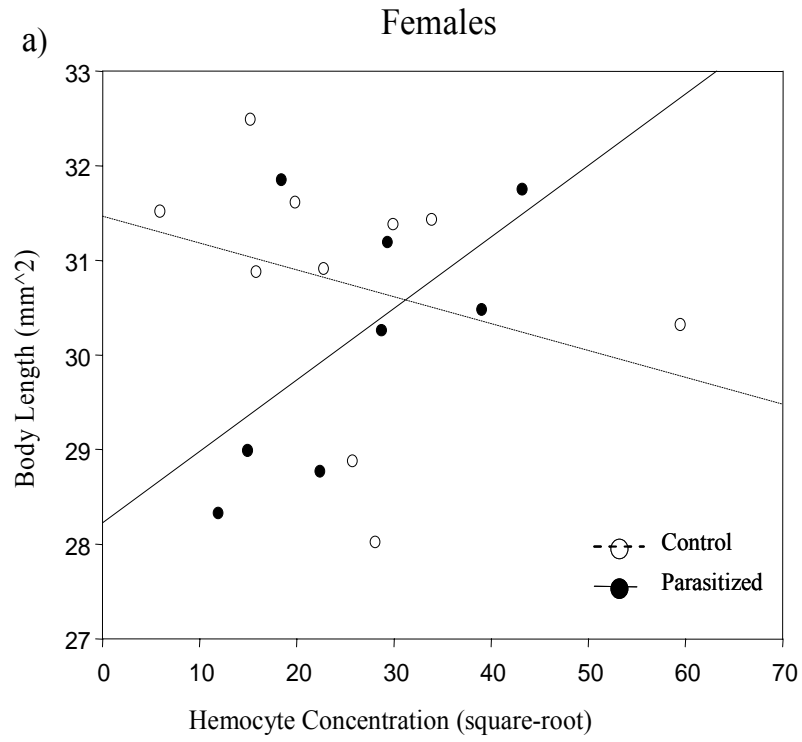 Females
a)
33
32
31
30
29
28
27
Body Length (mm^2)
Control
Parasitized
0 10 20 30 40 50 60 70
Hemocyte Concentration (square-root)